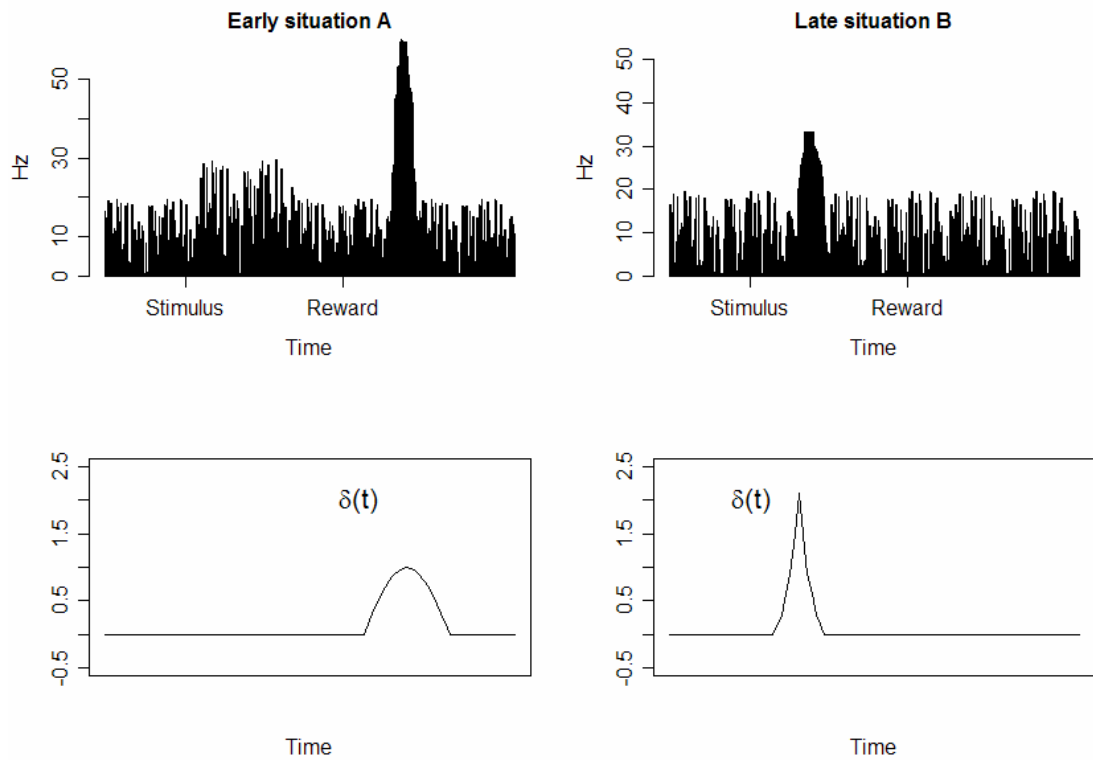 Early situation A
Hz
50
30
10
0
Stimulus Reward
Time
Late situation B
Hz
50
40
30
20
10
0
Stimulus Reward
Time
2.5
1.5
0.5
-0.5
δ(t)
Time
2.5
1.5
0.5
-0.5
δ(t)
Time